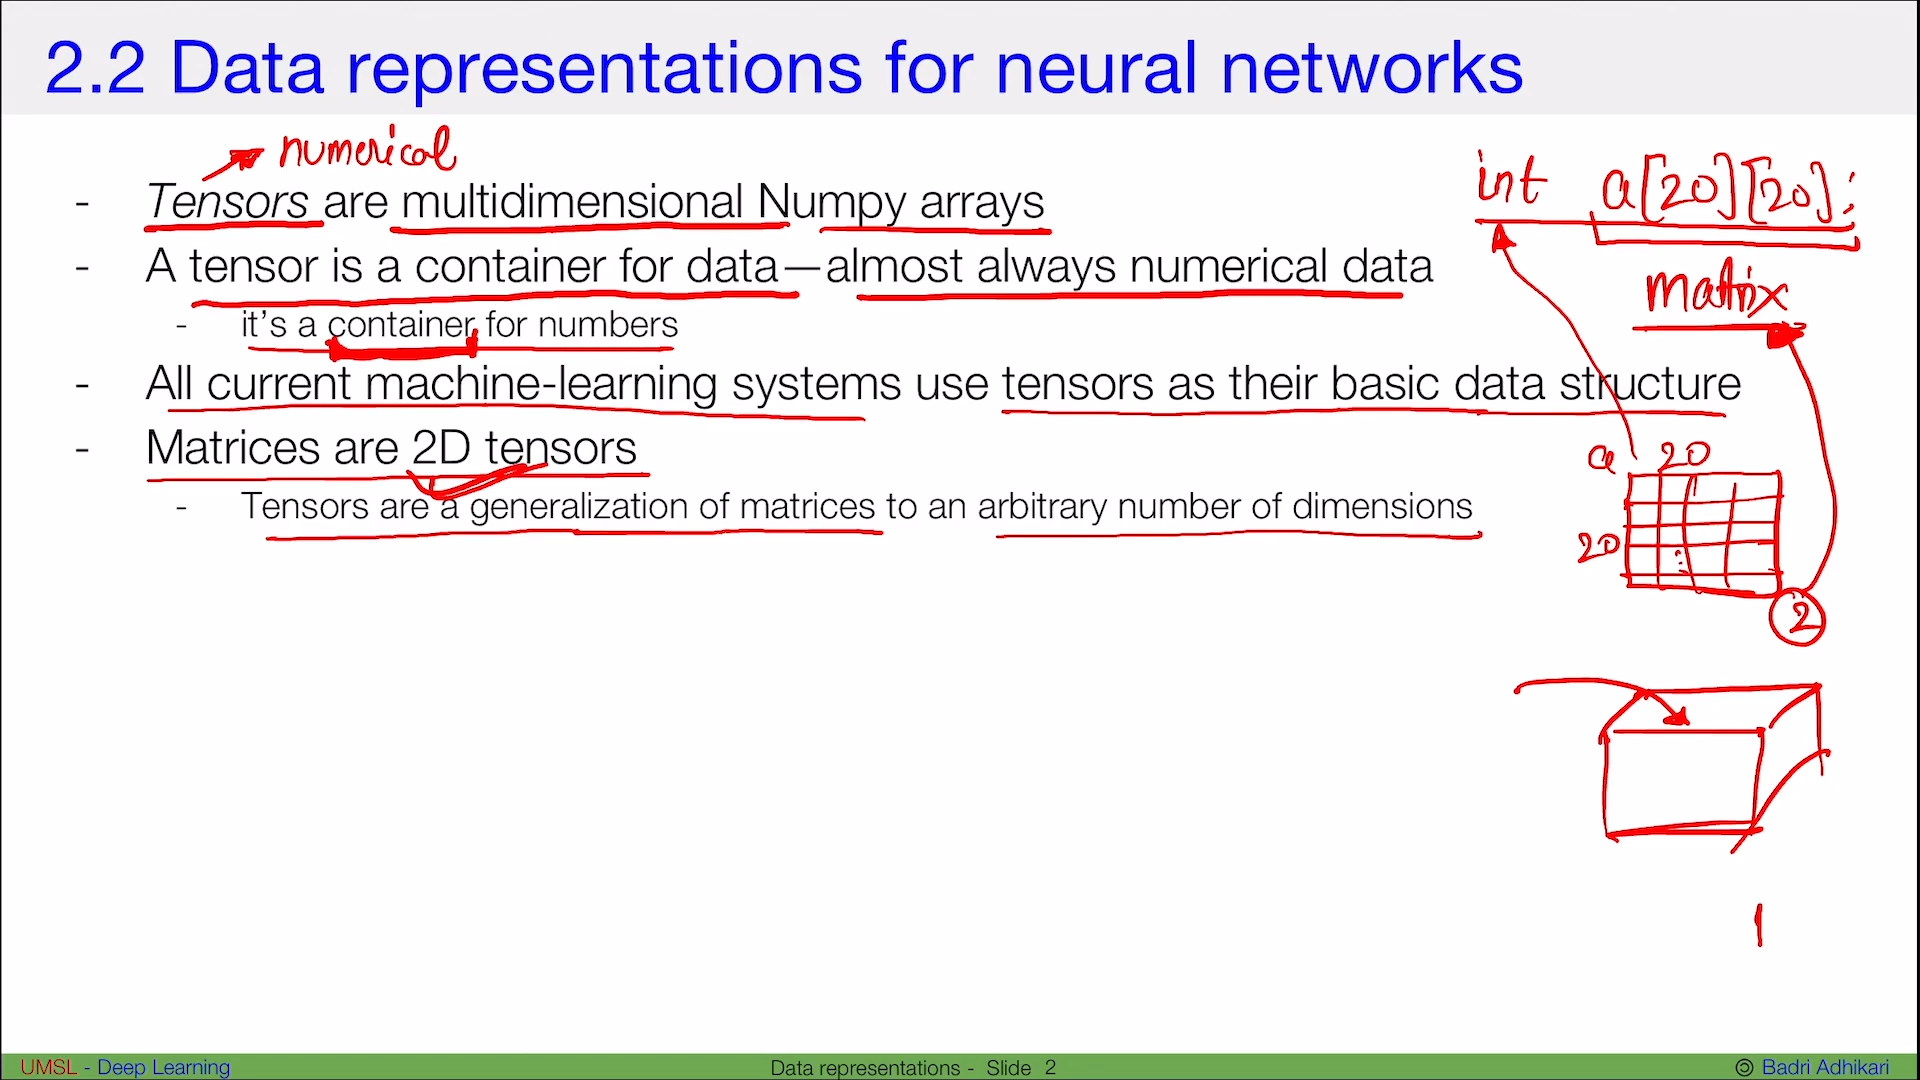 2.2 Data representations for neural networks
numerical
- Tensors are multidimensional Numpy arrays
int a[20][20];
- A tensor is a container for data—almost always numerical data
matrix
- it's a container for numbers
- All current machine-learning systems use tensors as their basic data structure
- Matrices are 2D tensors
a 20
- Tensors are a generalization of matrices to an arbitrary number of dimensions
20
2
1
UMSL - Deep Learning
Data representations - Slide 2
© Badri Adhikari